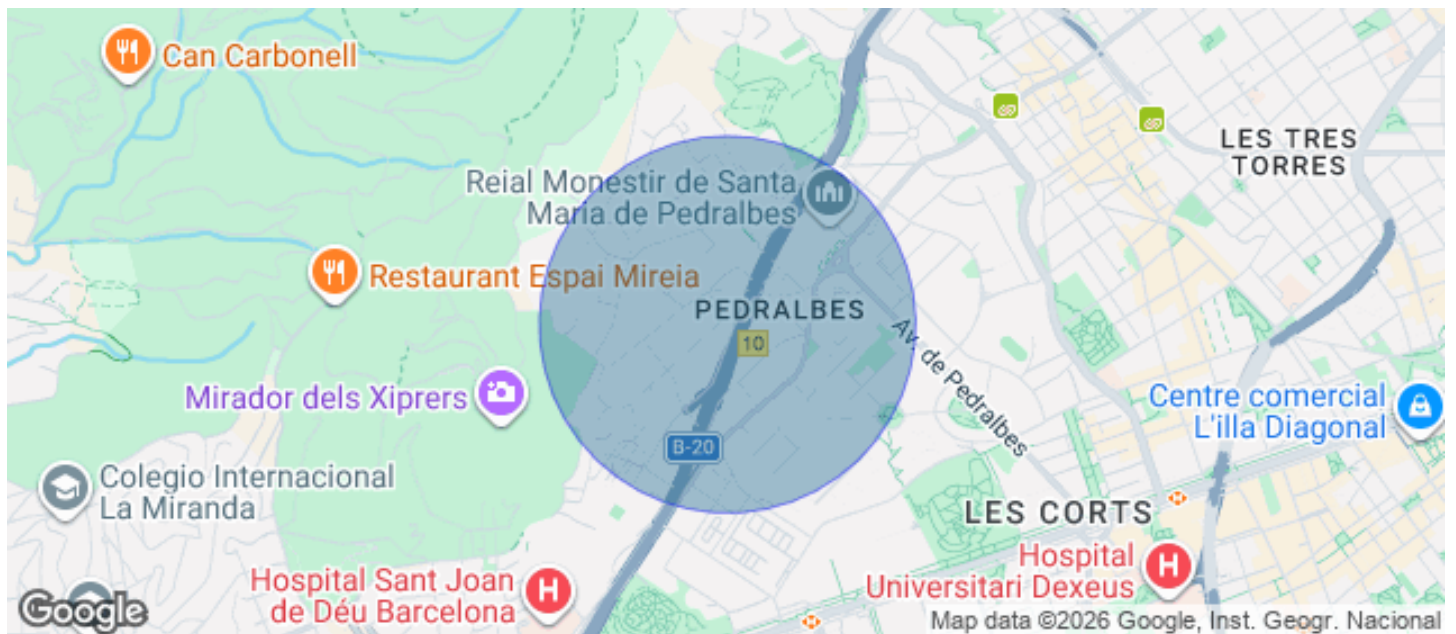 Can Carbonell
LES TRES
TORRES
Reial Monestir de Santa
Maria de Pedralbes
Restaurant Espai Mireia
PEDRALBES
10
Av. de Pedralbes
Mirador dels Xiprers
Centre comercial
L'illa Diagonal
B-20
Colegio Internacional
La Miranda
LES CORTS
Hospital
Universitari Dexeus
H
Hospital Sant Joan
de Déu Barcelona
H
Google
Map data ©2026 Google, Inst. Geogr. Nacional